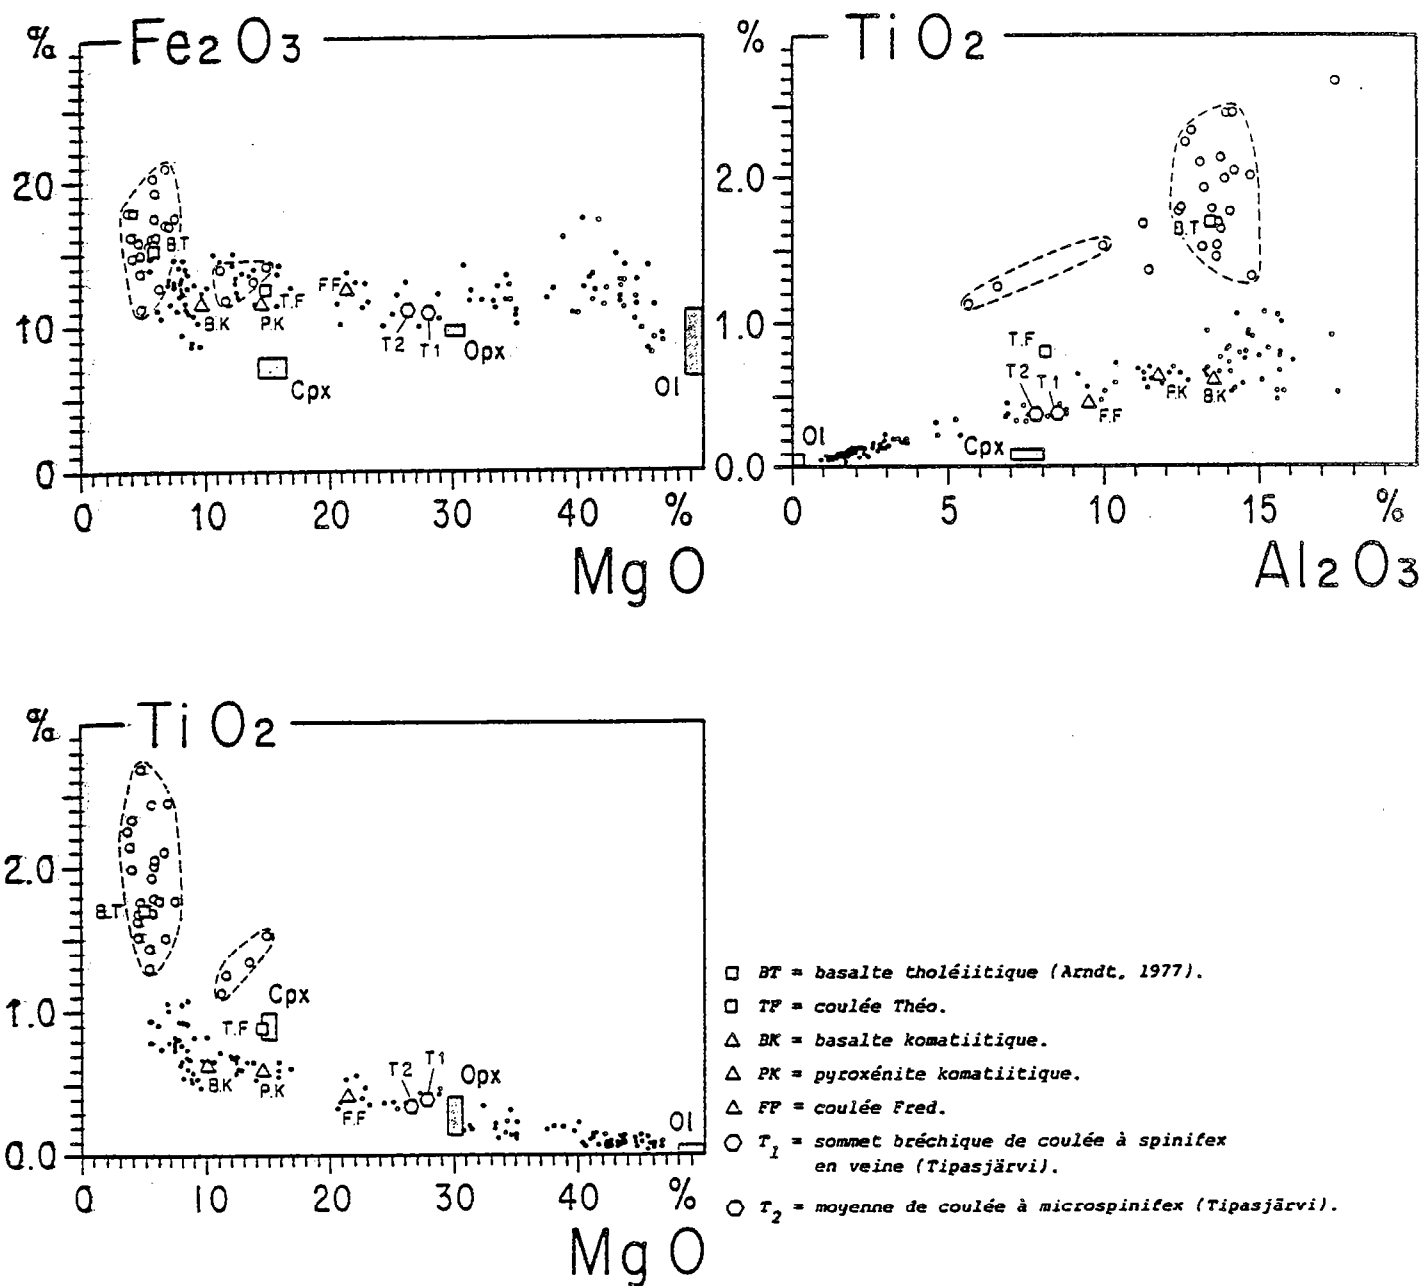 % Fe2O3
20
10
0
0 10 20 30 40 %
MgO
B.T
B.K
P.K
T.F
F.F
T2
T1
Opx
Cpx
Ol
% TiO2
2.0
1.0
0.0
0 5 10 15 %
Al2O3
B.T
T.F
T2
T1
F.F
P.K
B.K
Ol
Cpx
% TiO2
2.0
1.0
0.0
0 10 20 30 40 %
MgO
B.T
Cpx
T.F
B.K
P.K
F.F
T2
T1
Opx
Ol
BT = basalte tholéiitique (Arndt, 1977).
TF = coulée Théo.
BK = basalte komatiitique.
PK = pyroxénite komatiitique.
FF = coulée Fred.
T1 = sommet bréchique de coulée à spinifex
en veine (Tipasjärvi).
T2 = moyenne de coulée à microspinifex (Tipasjärvi).